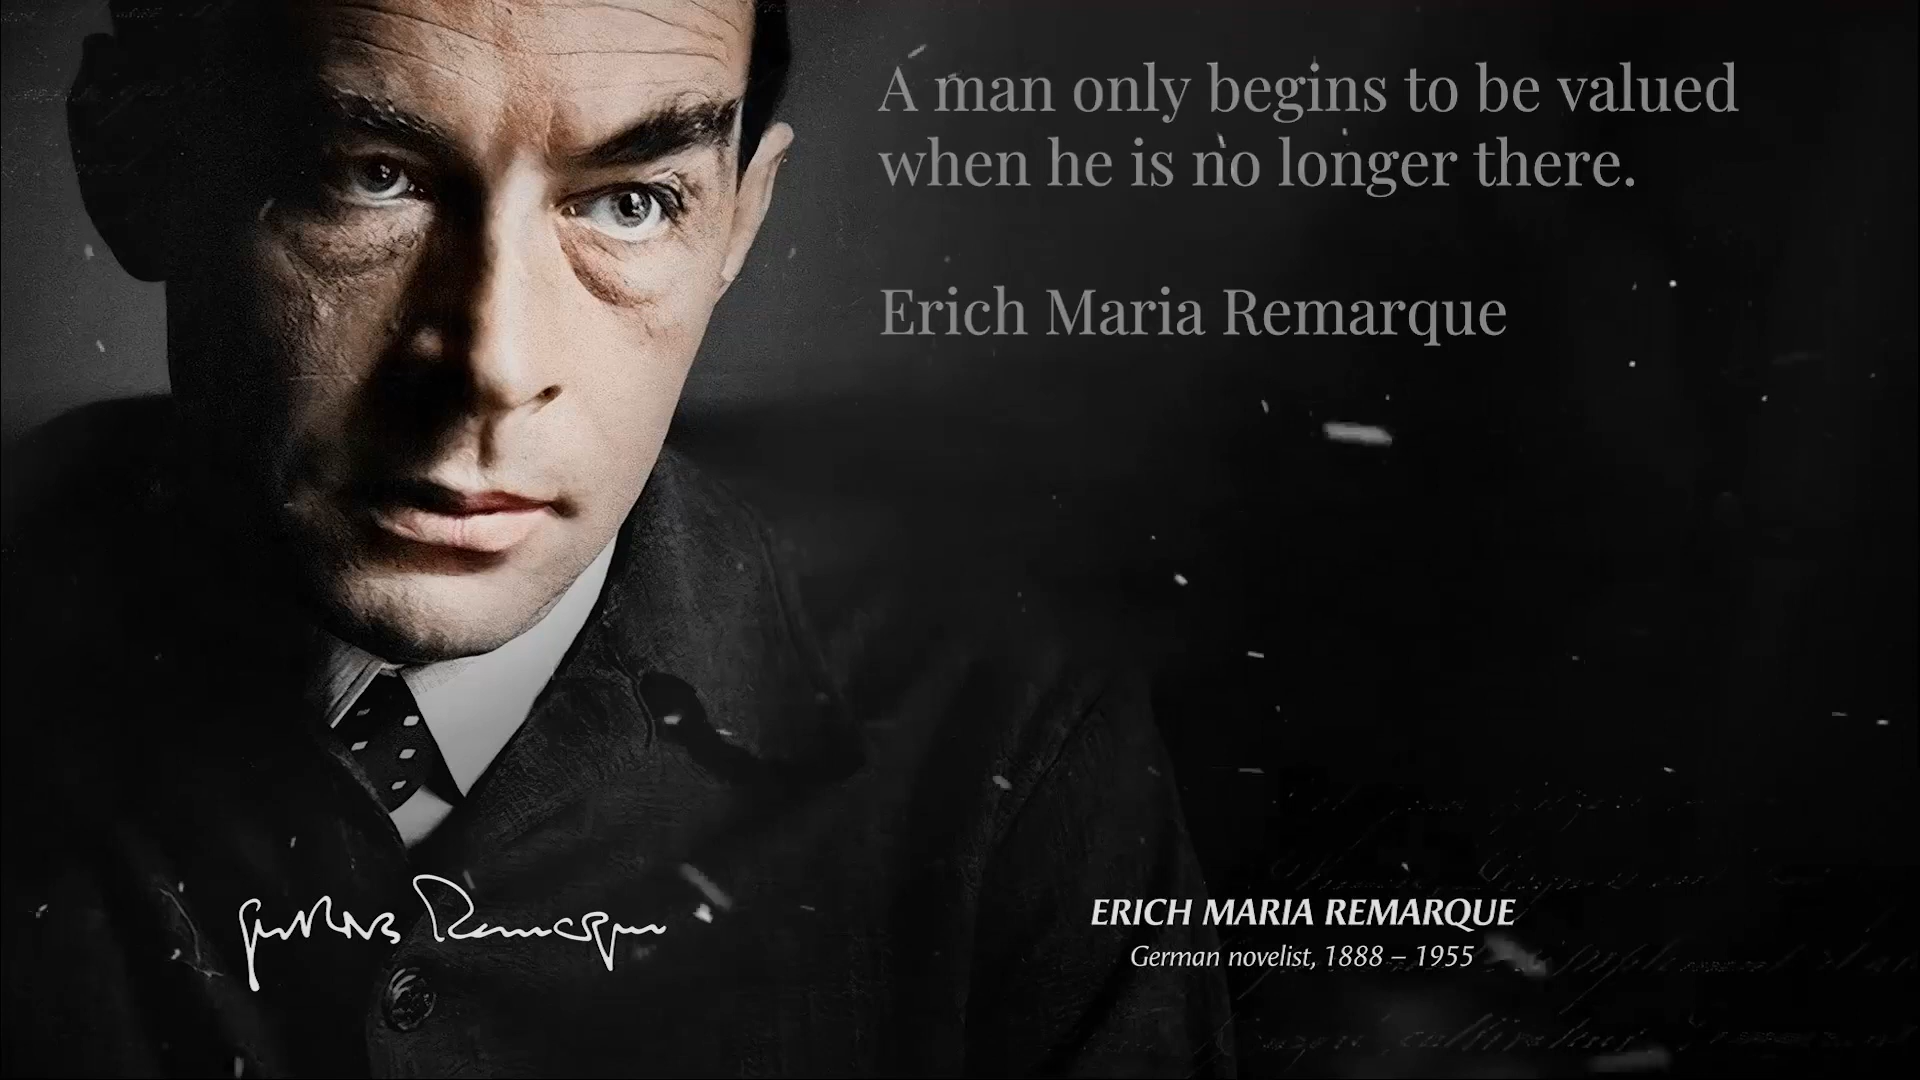 A man only begins to be valued
when he is no longer there.
Erich Maria Remarque
Remarque
ERICH MARIA REMARQUE
German novelist, 1888 – 1955